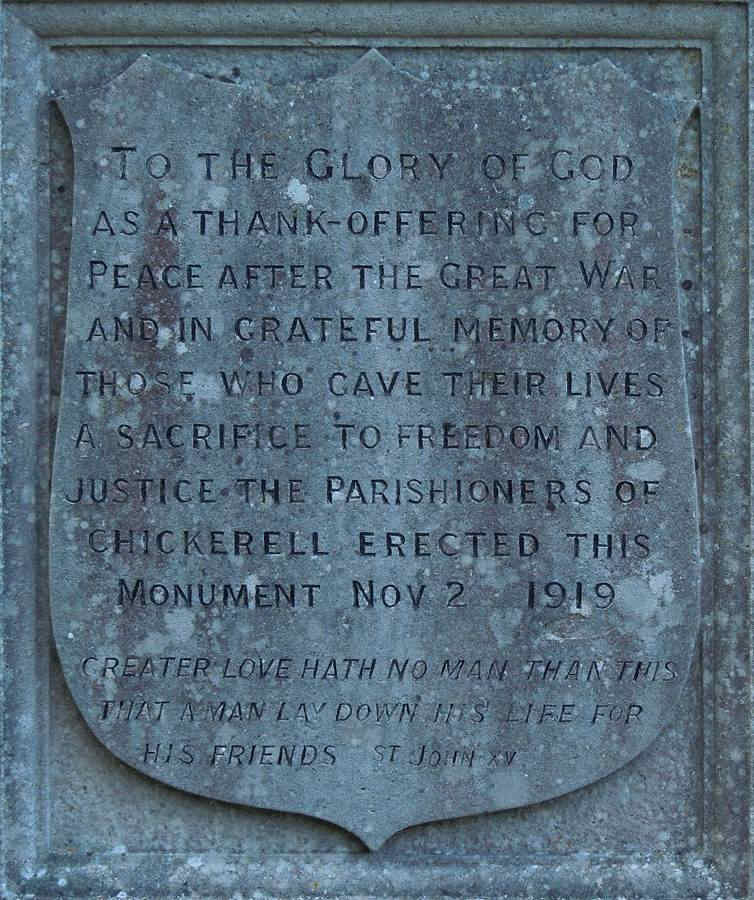 To the Glory of God
as a thank-offering for
Peace after the Great War
and in grateful memory of
those who gave their lives
a sacrifice to freedom and
justice the Parishioners of
Chickerell erected this
Monument Nov 2 1919
Greater love hath no man than this
that a man lay down his life for
his friends St John XV